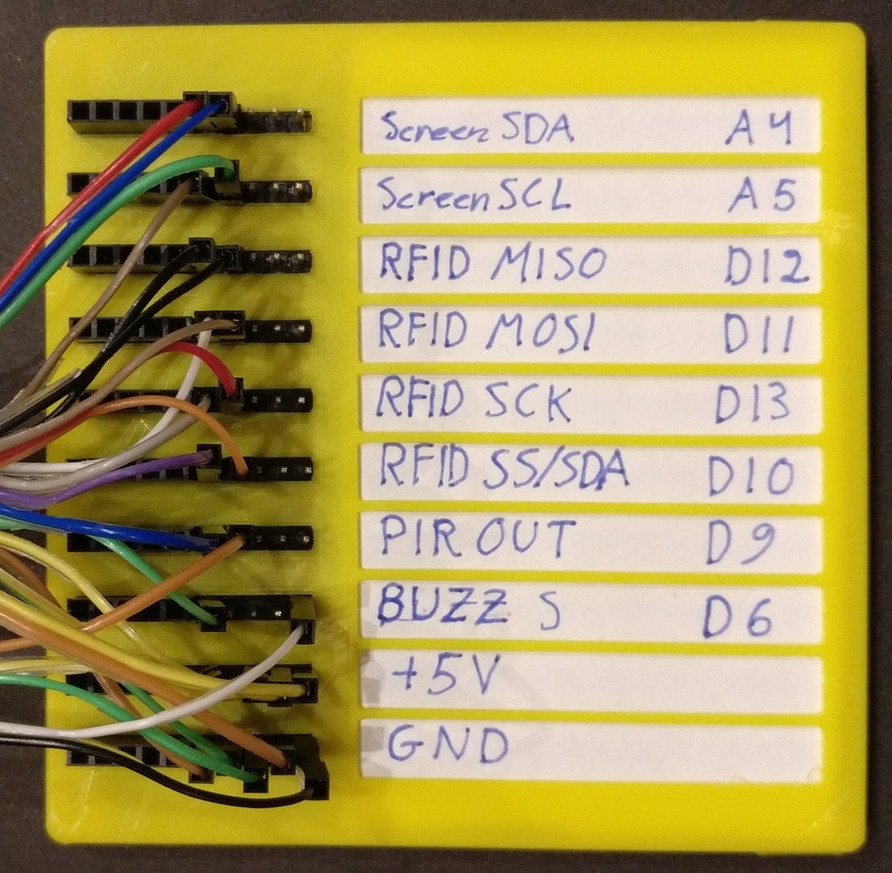 Screen SDA A4
Screen SCL A5
RFID MISO D12
RFID MOSI D11
RFID SCK D13
RFID SS/SDA D10
PIR OUT D9
BUZZ S D6
+5V
GND